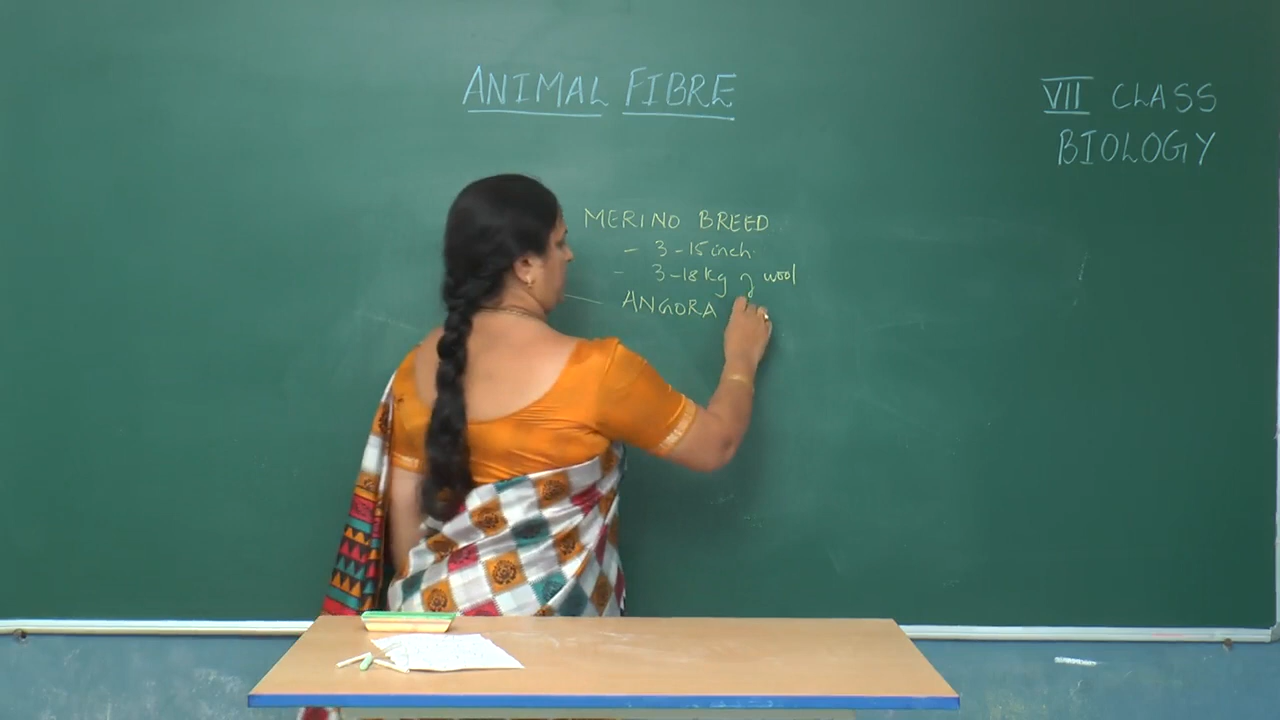 ANIMAL FIBRE
VII CLASS
BIOLOGY
MERINO BREED
- 3-15 inch
- 3-18 kg of wool
ANGORA